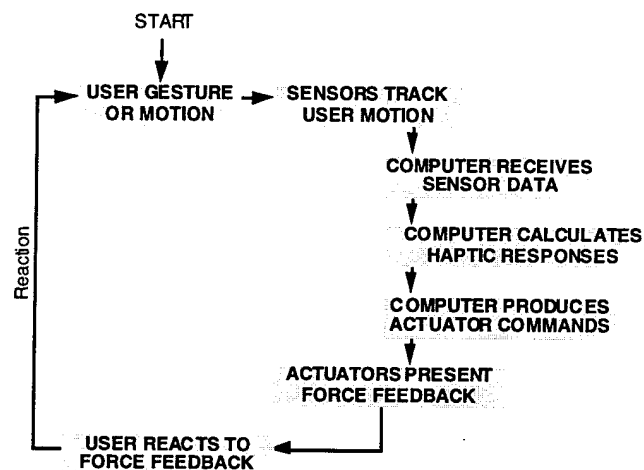 START
USER GESTURE
OR MOTION
SENSORS TRACK
USER MOTION
COMPUTER RECEIVES
SENSOR DATA
COMPUTER CALCULATES
HAPTIC RESPONSES
COMPUTER PRODUCES
ACTUATOR COMMANDS
ACTUATORS PRESENT
FORCE FEEDBACK
USER REACTS TO
FORCE FEEDBACK
Reaction